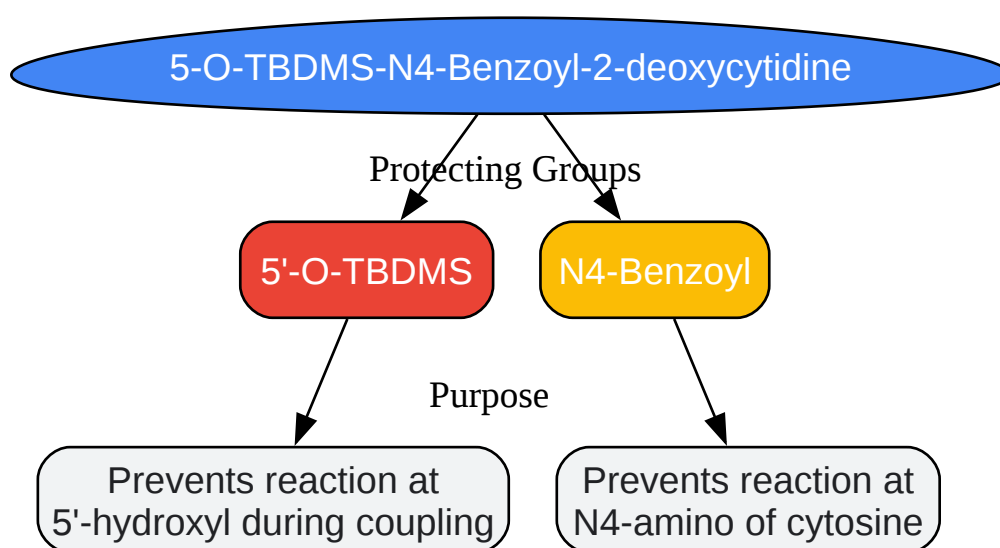 5-O-TBDMS-N4-Benzoyl-2-deoxycytidine
Protecting Groups
5'-O-TBDMS
N4-Benzoyl
Purpose
Prevents reaction at
5'-hydroxyl during coupling
Prevents reaction at
N4-amino of cytosine